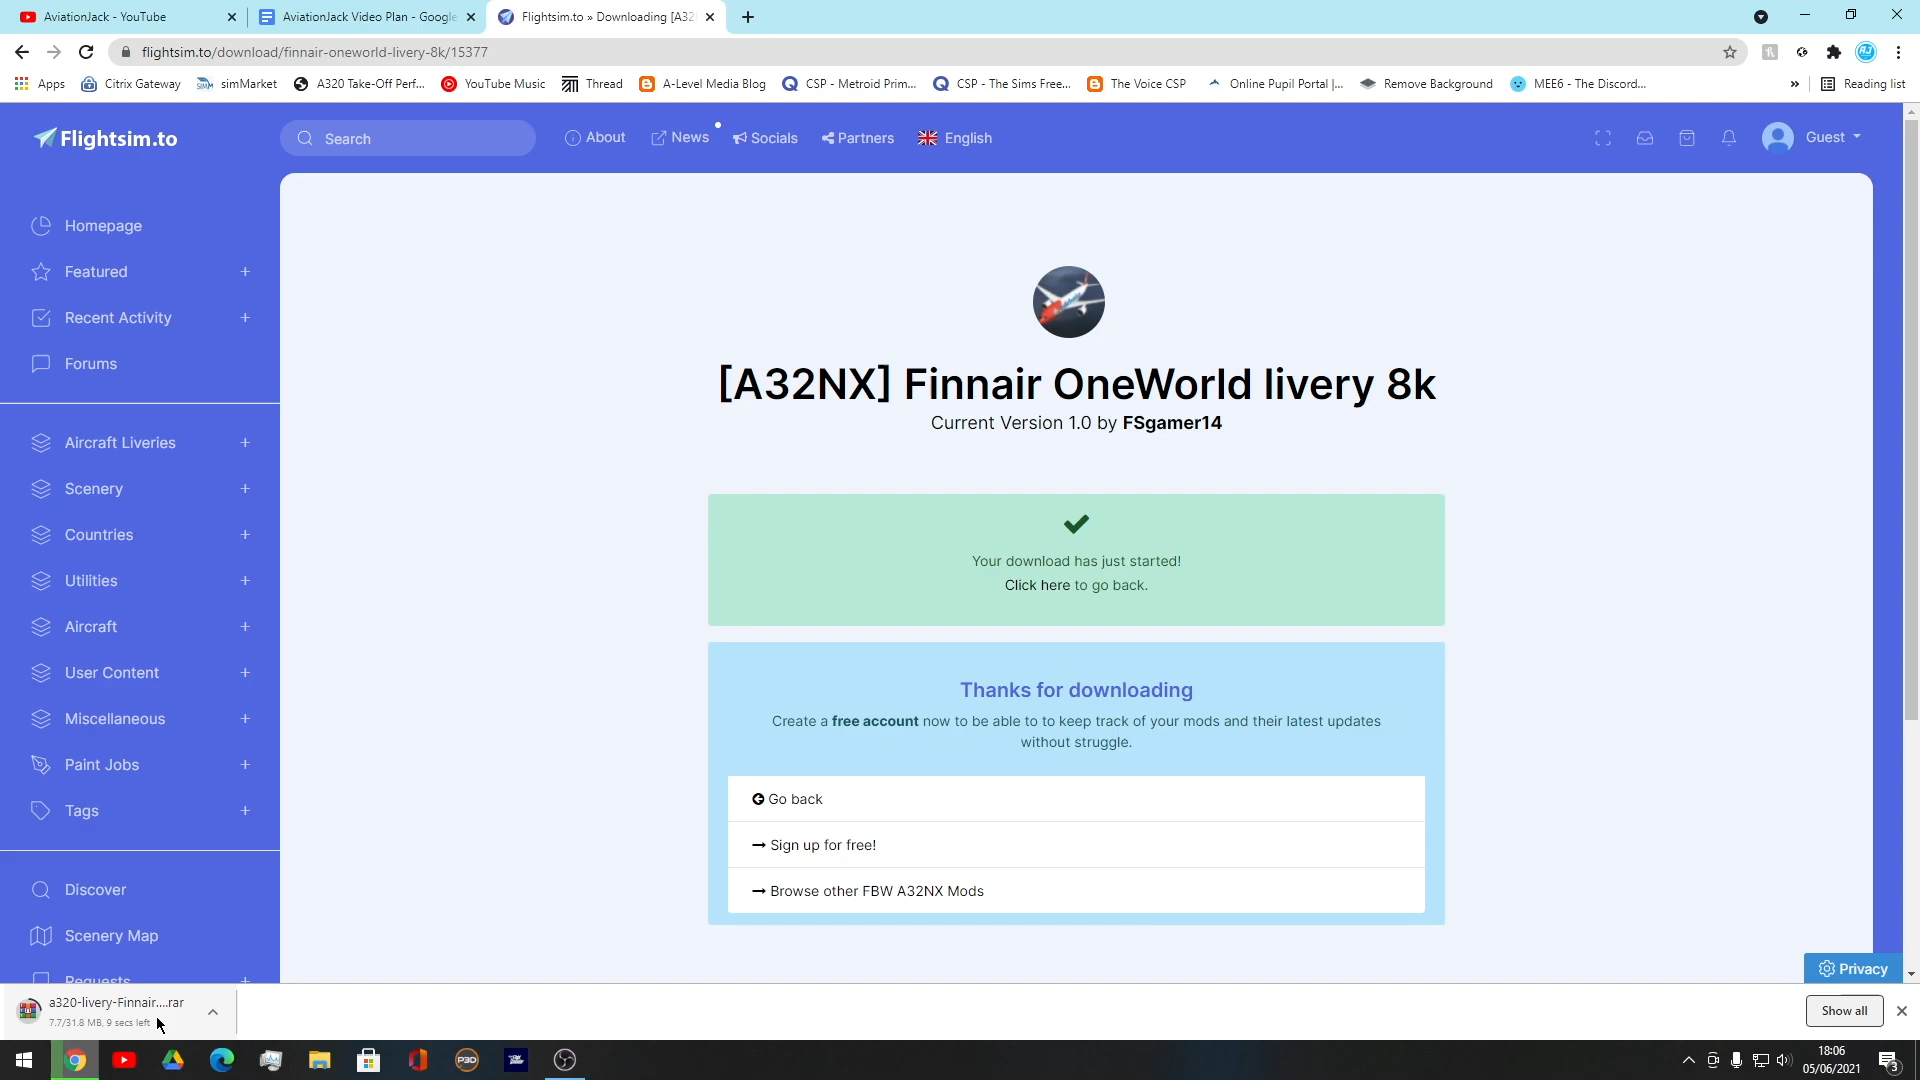 AviationJack - YouTube
AviationJack Video Plan - Google
Flightsim.to » Downloading [A32
flightsim.to/download/finnair-oneworld-livery-8k/15377
Apps
Citrix Gateway
simMarket
A320 Take-Off Perf...
YouTube Music
Thread
A-Level Media Blog
CSP - Metroid Prim...
CSP - The Sims Free...
The Voice CSP
Online Pupil Portal |...
Remove Background
MEE6 - The Discord...
»
Reading list
Flightsim.to
Search
About
News
Socials
Partners
English
Guest
Homepage
Featured +
Recent Activity +
Forums
Aircraft Liveries +
Scenery +
Countries +
Utilities +
Aircraft +
User Content +
Miscellaneous +
Paint Jobs +
Tags +
Discover
Scenery Map
Requests +
[A32NX] Finnair OneWorld livery 8k
Current Version 1.0 by FSgamer14
Your download has just started!
Click here to go back.
Thanks for downloading
Create a free account now to be able to to keep track of your mods and their latest updates
without struggle.
Go back
Sign up for free!
Browse other FBW A32NX Mods
Privacy
a320-livery-Finnair....rar
7.7/31.8 MB, 9 secs left
Show all
P3D
18:06
05/06/2021
3